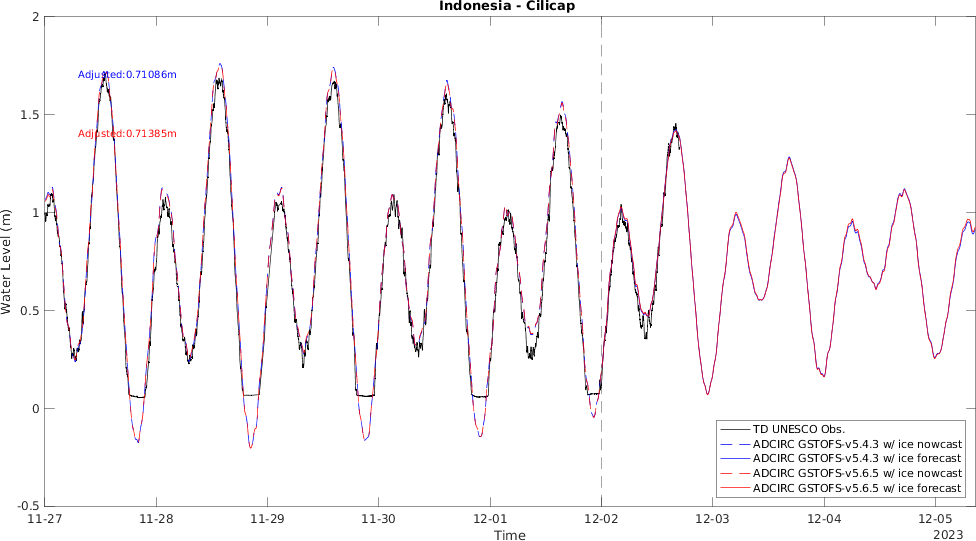 Indonesia - Cilicap
2
1.5
1
0.5
0
-0.5
Water Level (m)
Adjusted:0.71086m
Adjusted:0.71385m
TD UNESCO Obs.
ADCIRC GSTOFS-v5.4.3 w/ ice nowcast
ADCIRC GSTOFS-v5.4.3 w/ ice forecast
ADCIRC GSTOFS-v5.6.5 w/ ice nowcast
ADCIRC GSTOFS-v5.6.5 w/ ice forecast
11-27 11-28 11-29 11-30 12-01 12-02 12-03 12-04 12-05
Time
2023